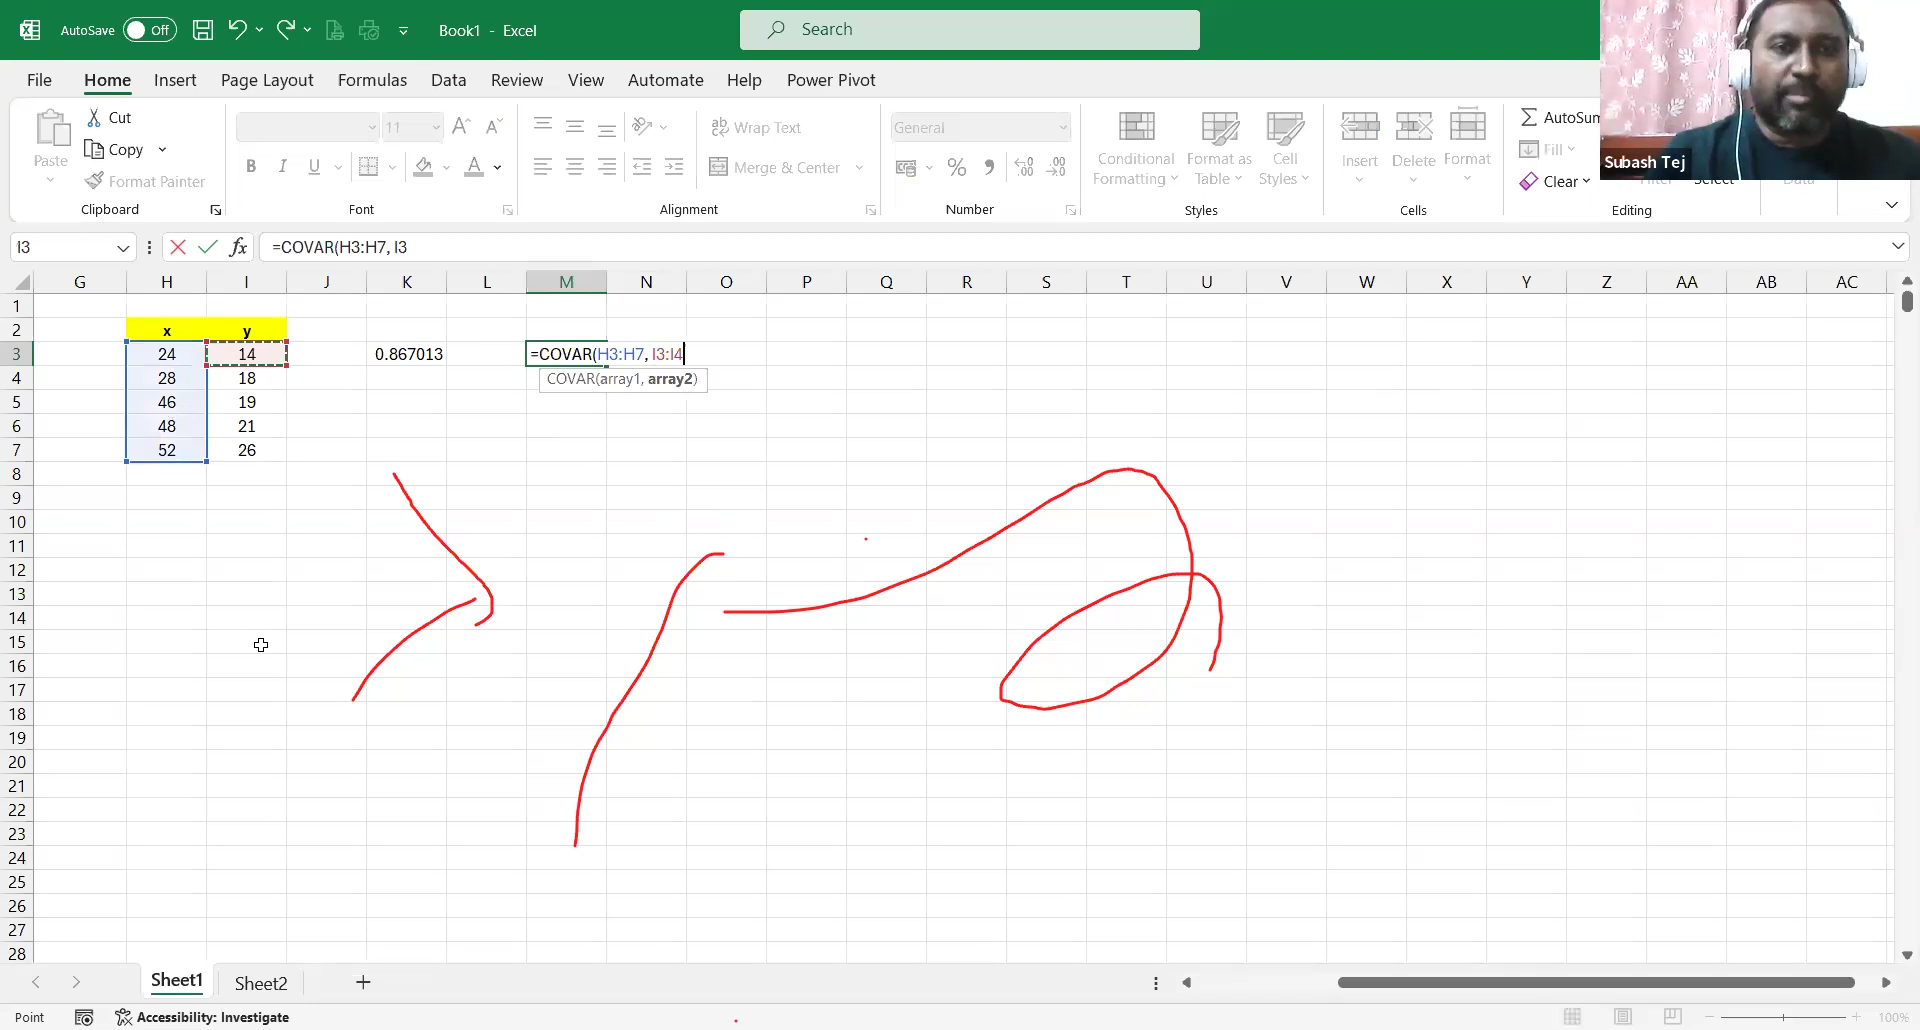 AutoSave Off Book1 - Excel Search
File Home Insert Page Layout Formulas Data Review View Automate Help Power Pivot
Paste Cut Copy Format Painter Clipboard
11 B I U Font
Wrap Text Merge & Center Alignment
General % Number
Conditional Formatting Format as Table Cell Styles Styles
Insert Delete Format Cells
AutoSum Fill Clear Select Editing
Subash Tej
I3 fx =COVAR(H3:H7, I3
G H I J K L M N O P Q R S T U V W X Y Z AA AB AC
1
2 x y
3 24 14 0.867013 =COVAR(H3:H7, I3:I4
COVAR(array1, array2)
4 28 18
5 46 19
6 48 21
7 52 26
8
9
10
11
12
13
14
15
16
17
18
19
20
21
22
23
24
25
26
27
28
Sheet1 Sheet2
Point Accessibility: Investigate 100%